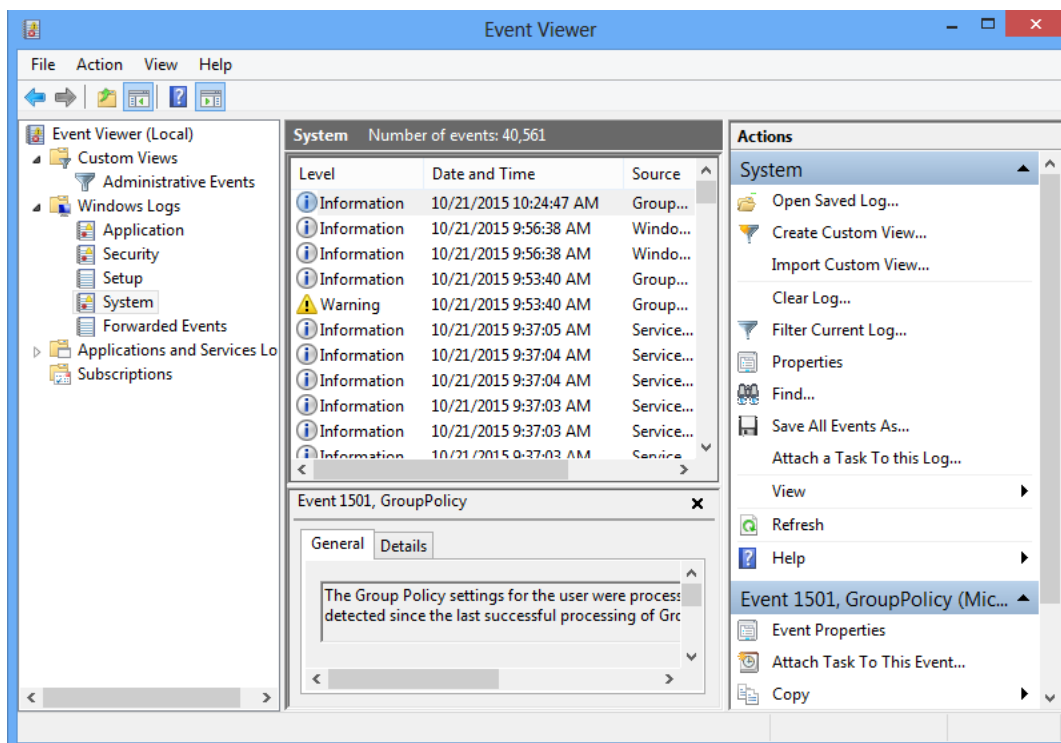 Event Viewer
File Action View Help
Event Viewer (Local)
Custom Views
Administrative Events
Windows Logs
Application
Security
Setup
System
Forwarded Events
Applications and Services Lo
Subscriptions
System Number of events: 40,561
Level Date and Time Source
Information 10/21/2015 10:24:47 AM Group...
Information 10/21/2015 9:56:38 AM Windo...
Information 10/21/2015 9:56:38 AM Windo...
Information 10/21/2015 9:53:40 AM Group...
Warning 10/21/2015 9:53:40 AM Group...
Information 10/21/2015 9:37:05 AM Service...
Information 10/21/2015 9:37:04 AM Service...
Information 10/21/2015 9:37:04 AM Service...
Information 10/21/2015 9:37:03 AM Service...
Information 10/21/2015 9:37:03 AM Service...
Information 10/21/2015 9:37:03 AM Service
Event 1501, GroupPolicy
General Details
The Group Policy settings for the user were process
detected since the last successful processing of Gro
Actions
System
Open Saved Log...
Create Custom View...
Import Custom View...
Clear Log...
Filter Current Log...
Properties
Find...
Save All Events As...
Attach a Task To this Log...
View
Refresh
Help
Event 1501, GroupPolicy (Mic...
Event Properties
Attach Task To This Event...
Copy